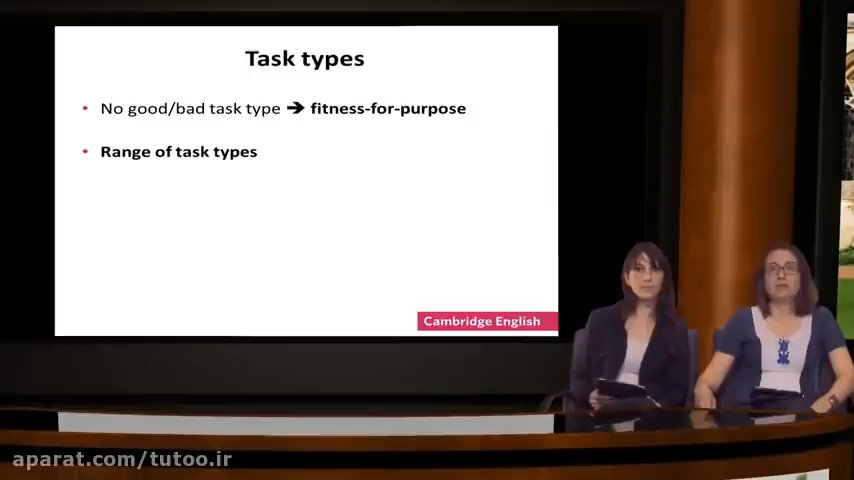 Task types
• No good/bad task type → fitness-for-purpose
• Range of task types
Cambridge English
aparat.com/tutoo.ir